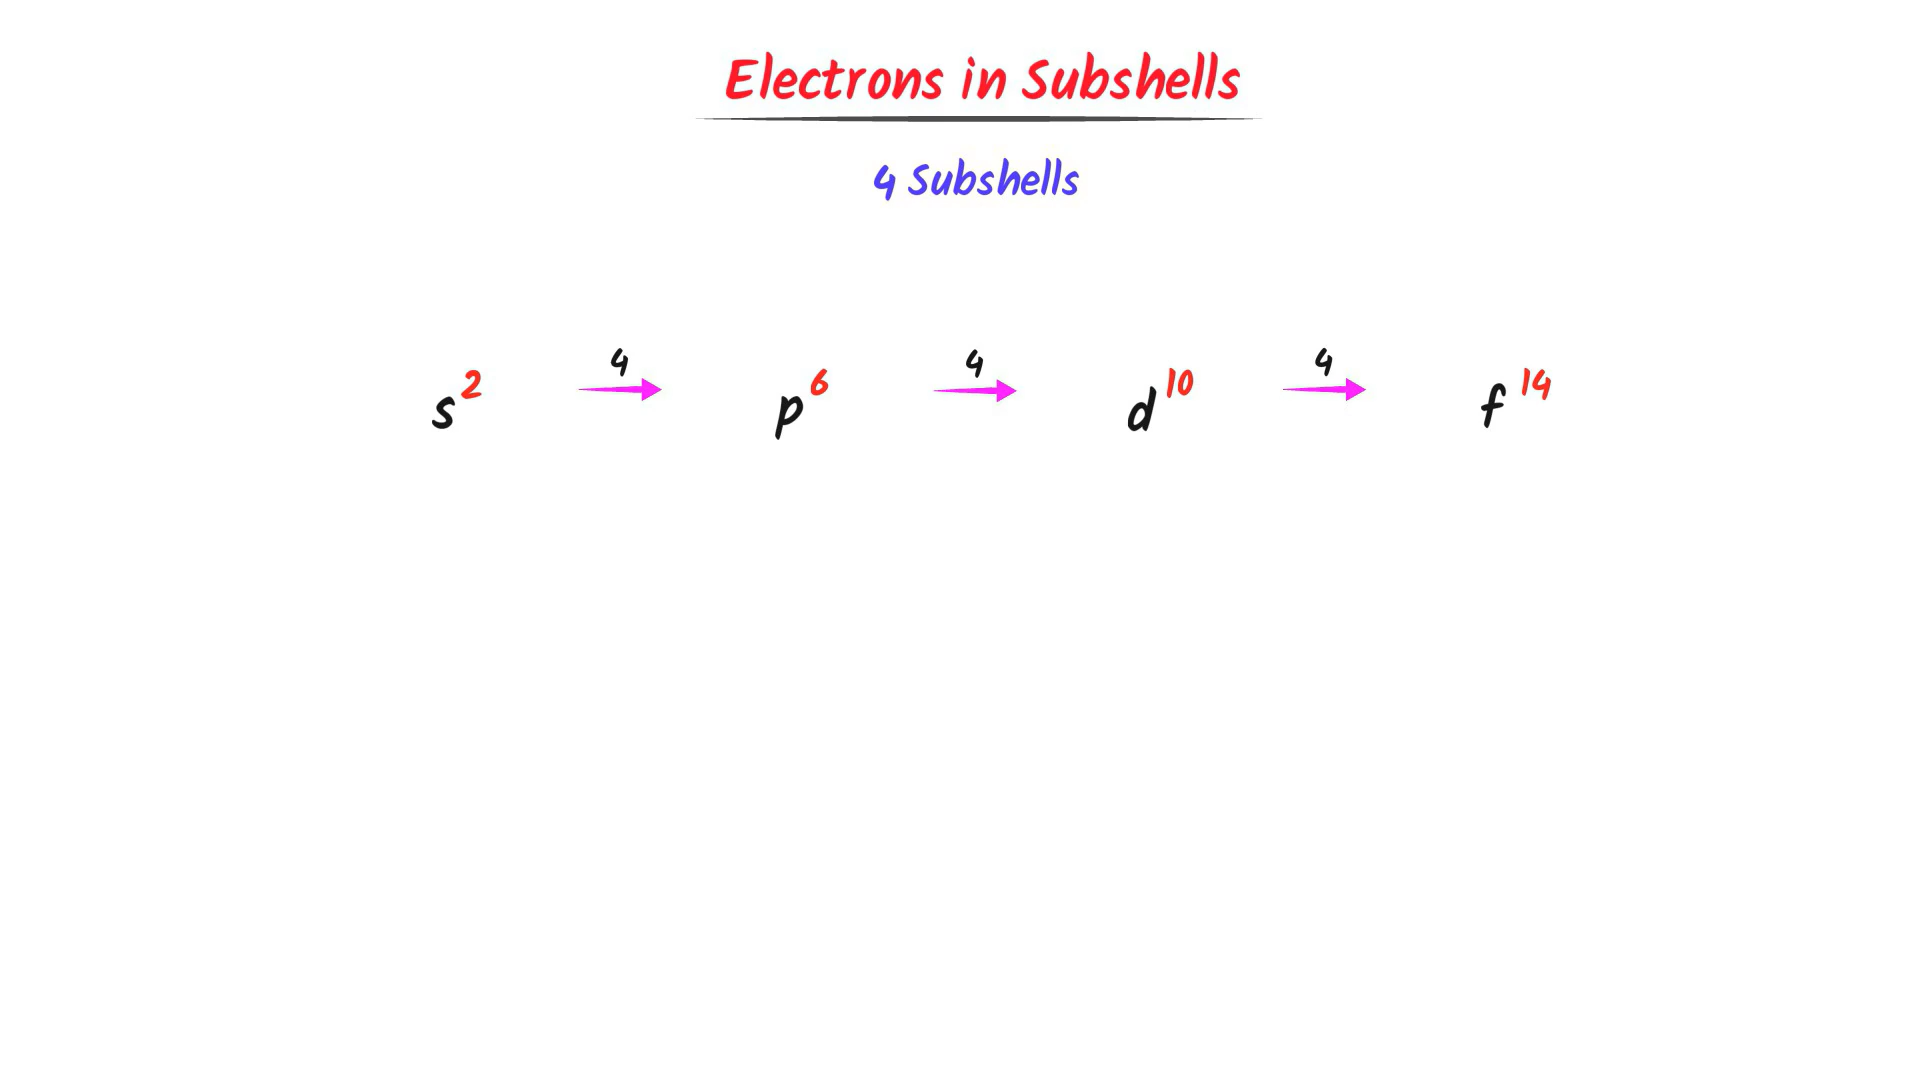 Electrons in Subshells
4 Subshells
4 4 4
s² p⁶ d¹⁰ f¹⁴